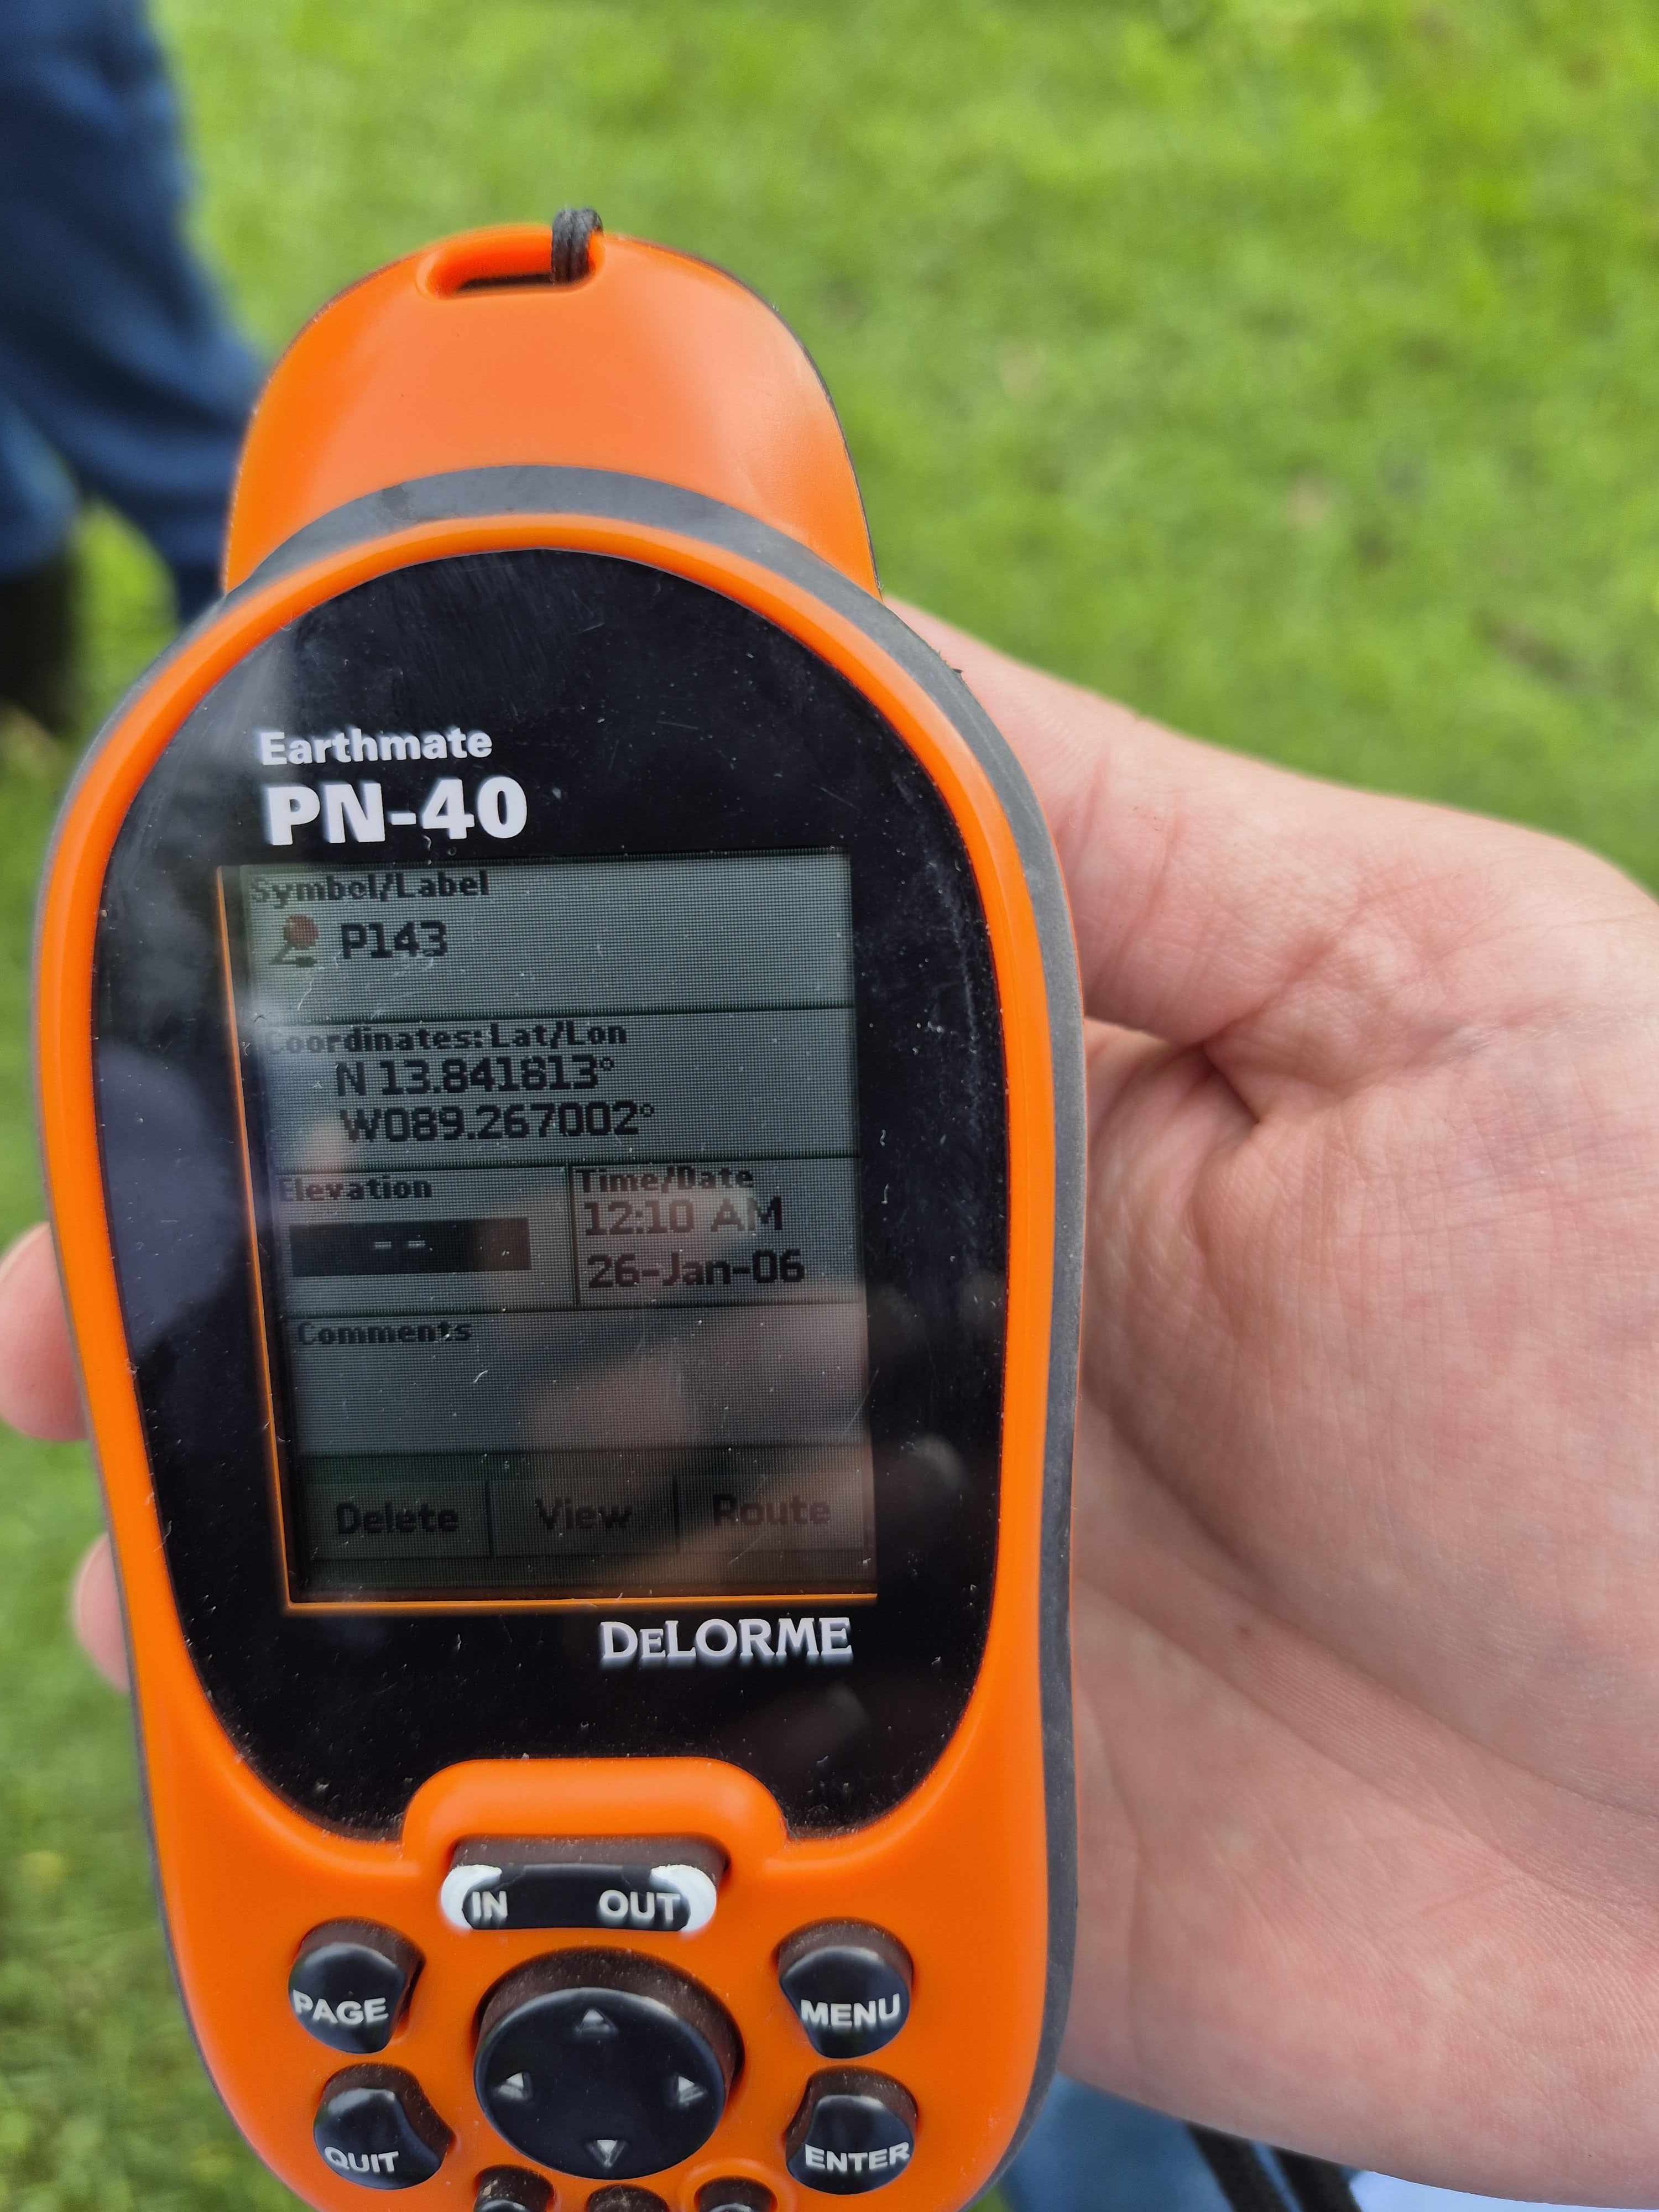 Earthmate
PN-40
Symbol/Label
P143
Coordinates: Lat/Lon
N 13.841813°
W089.267002°
Elevation
- -
Time/Date
12:10 AM
26-Jan-06
Comments
Delete View Route
DeLORME
IN OUT
PAGE
MENU
QUIT
ENTER